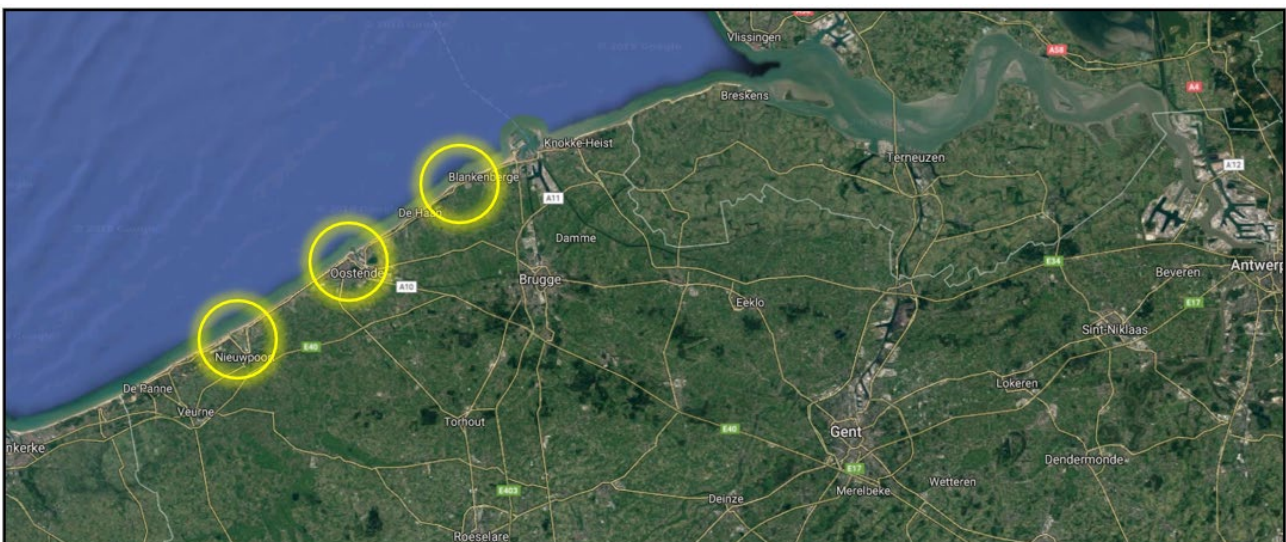 Vlissingen
A58
A4
Breskens
Knokke-Heist
Terneuzen
A12
Blankenberge
A11
De Haan
Damme
Oostende
A10
Brugge
E34
Beveren
Antwerp
Eeklo
E17
Sint-Niklaas
Nieuwpoort
E40
De Panne
Veurne
Lokeren
Torhout
nkerke
E40
Gent
Dendermonde
E17
Wetteren
Merelbeke
E403
Deinze
Roeselare